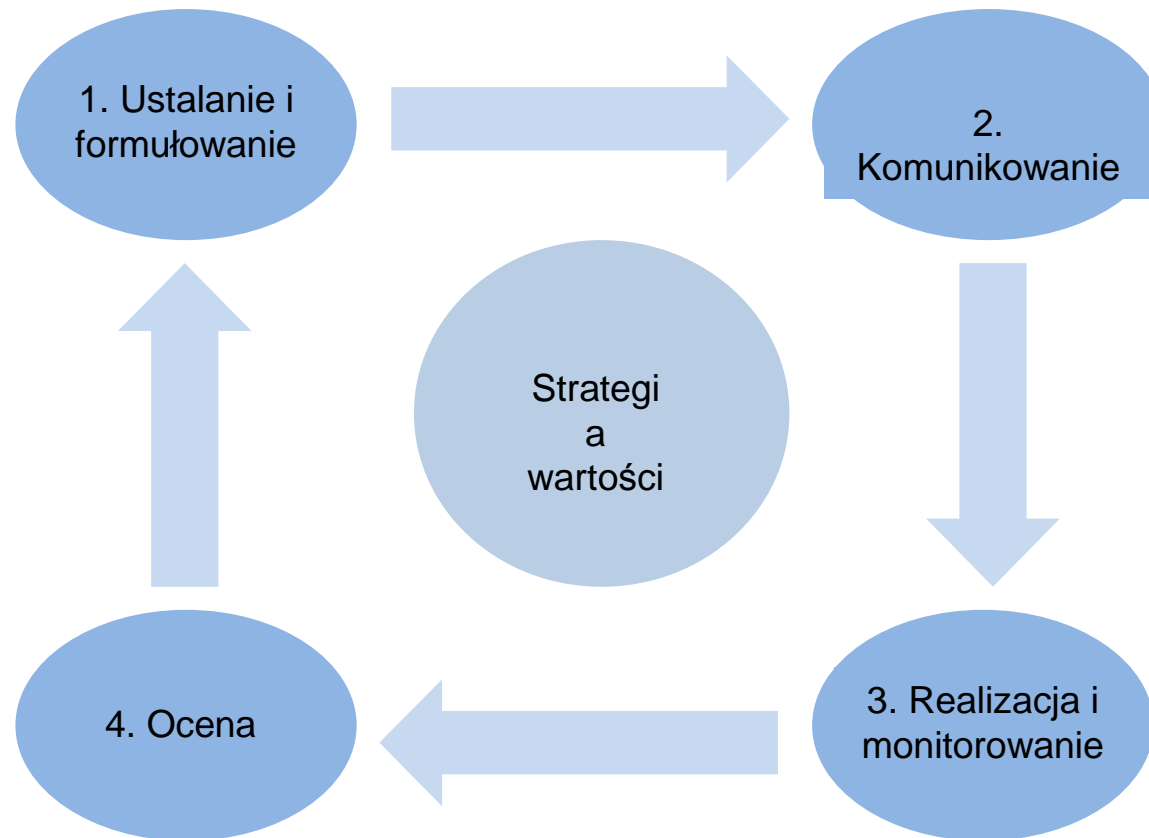 1. Ustalanie i
formułowanie
2.
Komunikowanie
Strategi
a
wartości
4. Ocena
3. Realizacja i
monitorowanie